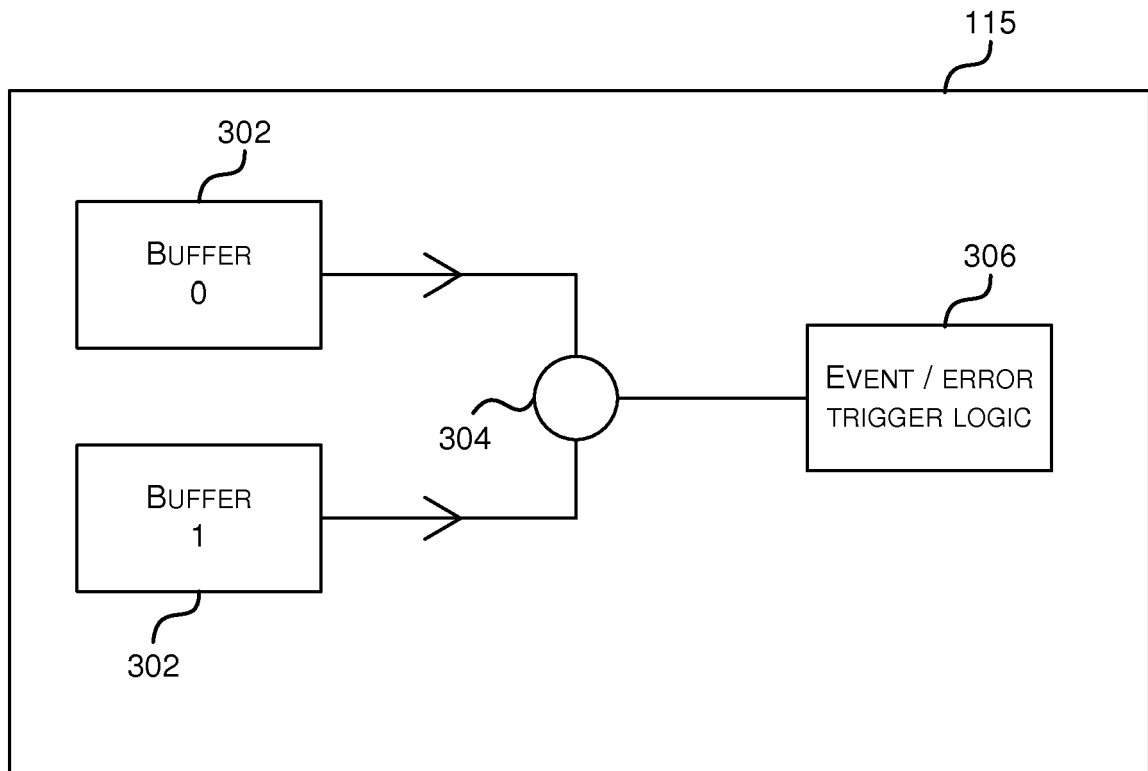 115
302
BUFFER
0
306
EVENT / ERROR
TRIGGER LOGIC
304
BUFFER
1
302